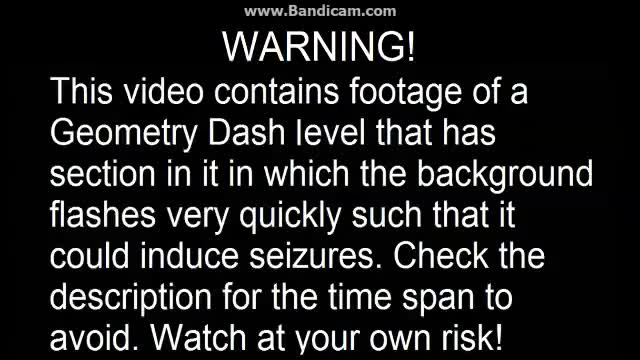 www.Bandicam.com
WARNING!
This video contains footage of a
Geometry Dash level that has
section in it in which the background
flashes very quickly such that it
could induce seizures. Check the
description for the time span to
avoid. Watch at your own risk!